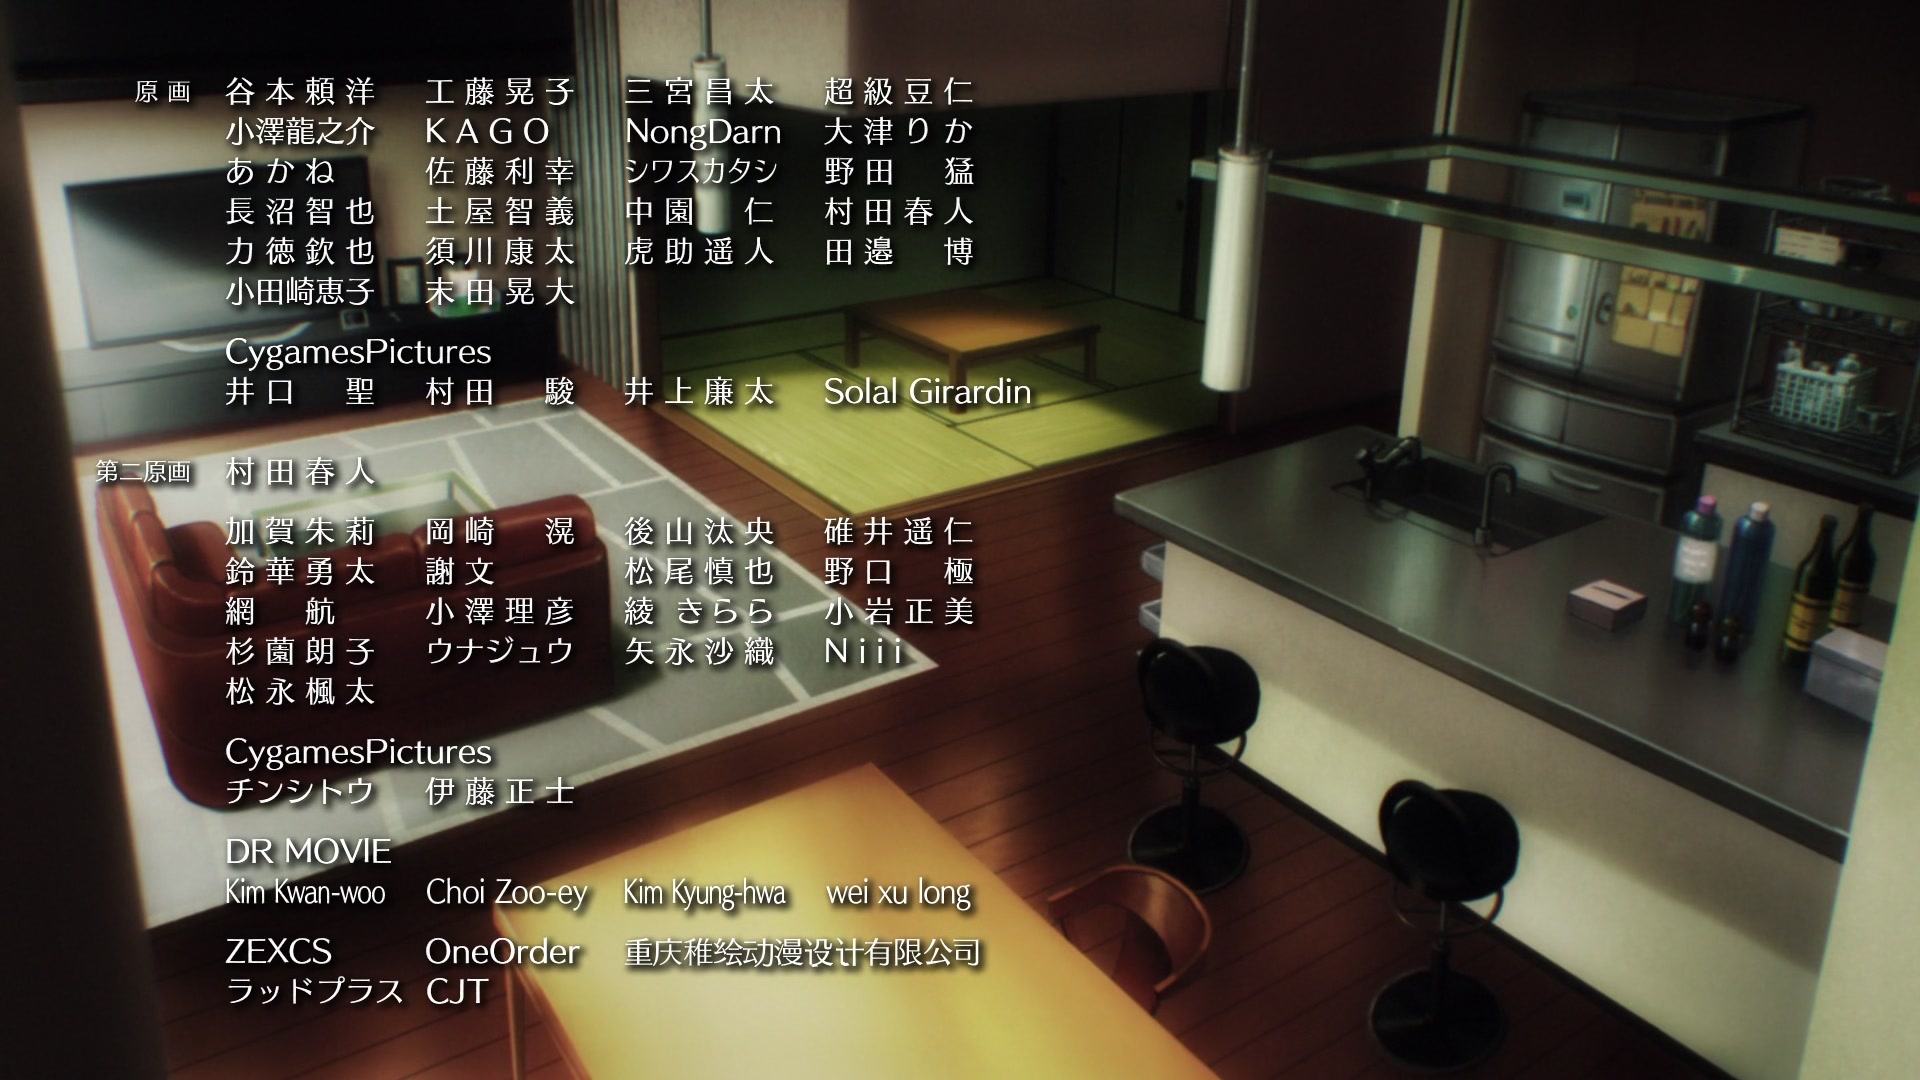 原画 谷本頼洋 工藤晃子 三宮昌太 超級豆仁
小澤龍之介 KAGO NongDarn 大津りか
あかね 佐藤利幸 シワスカタシ 野田 猛
長沼智也 土屋智義 中園 仁 村田春人
力徳欽也 須川康太 虎助遥人 田邉 博
小田崎恵子 末田晃大
CygamesPictures
井口 聖 村田 駿 井上廉太 Solal Girardin
第二原画 村田春人
加賀朱莉 岡崎 滉 後山汰央 碓井遥仁
鈴華勇太 謝文 松尾慎也 野口 極
網 航 小澤理彦 綾 きらら 小岩正美
杉薗朗子 ウナジュウ 矢永沙織 Niii
松永楓太
CygamesPictures
チンシトウ 伊藤正士
DR MOVIE
Kim Kwan-woo Choi Zoo-ey Kim Kyung-hwa wei xu long
ZEXCS OneOrder 重庆稚绘动漫设计有限公司
ラッドプラス CJT